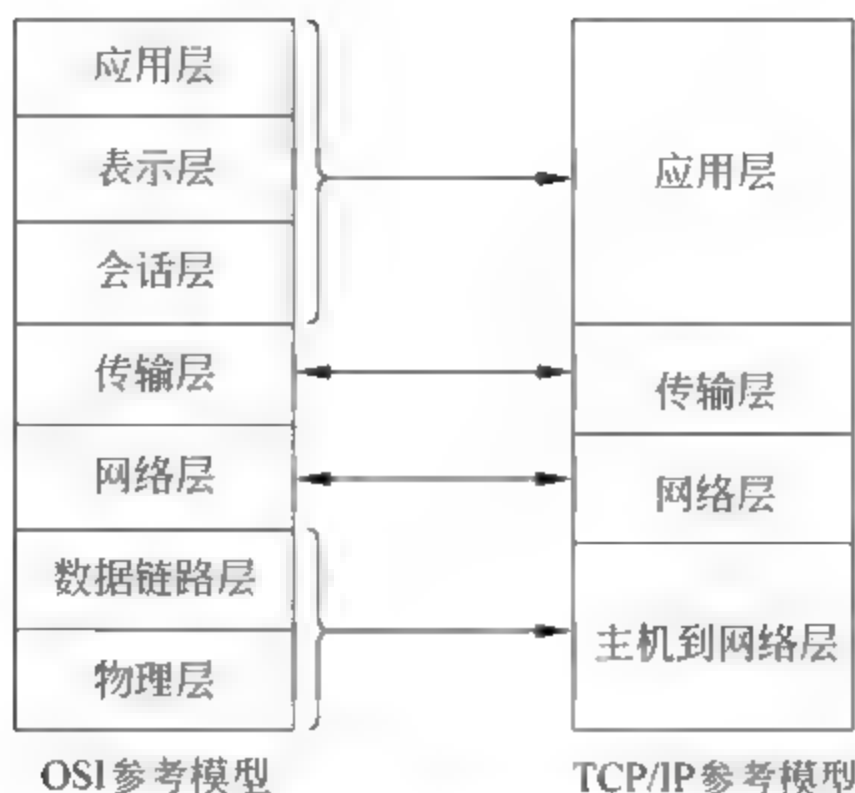 应用层
表示层
会话层
传输层
网络层
数据链路层
物理层
OSI参考模型
应用层
传输层
网络层
主机到网络层
TCP/IP参考模型